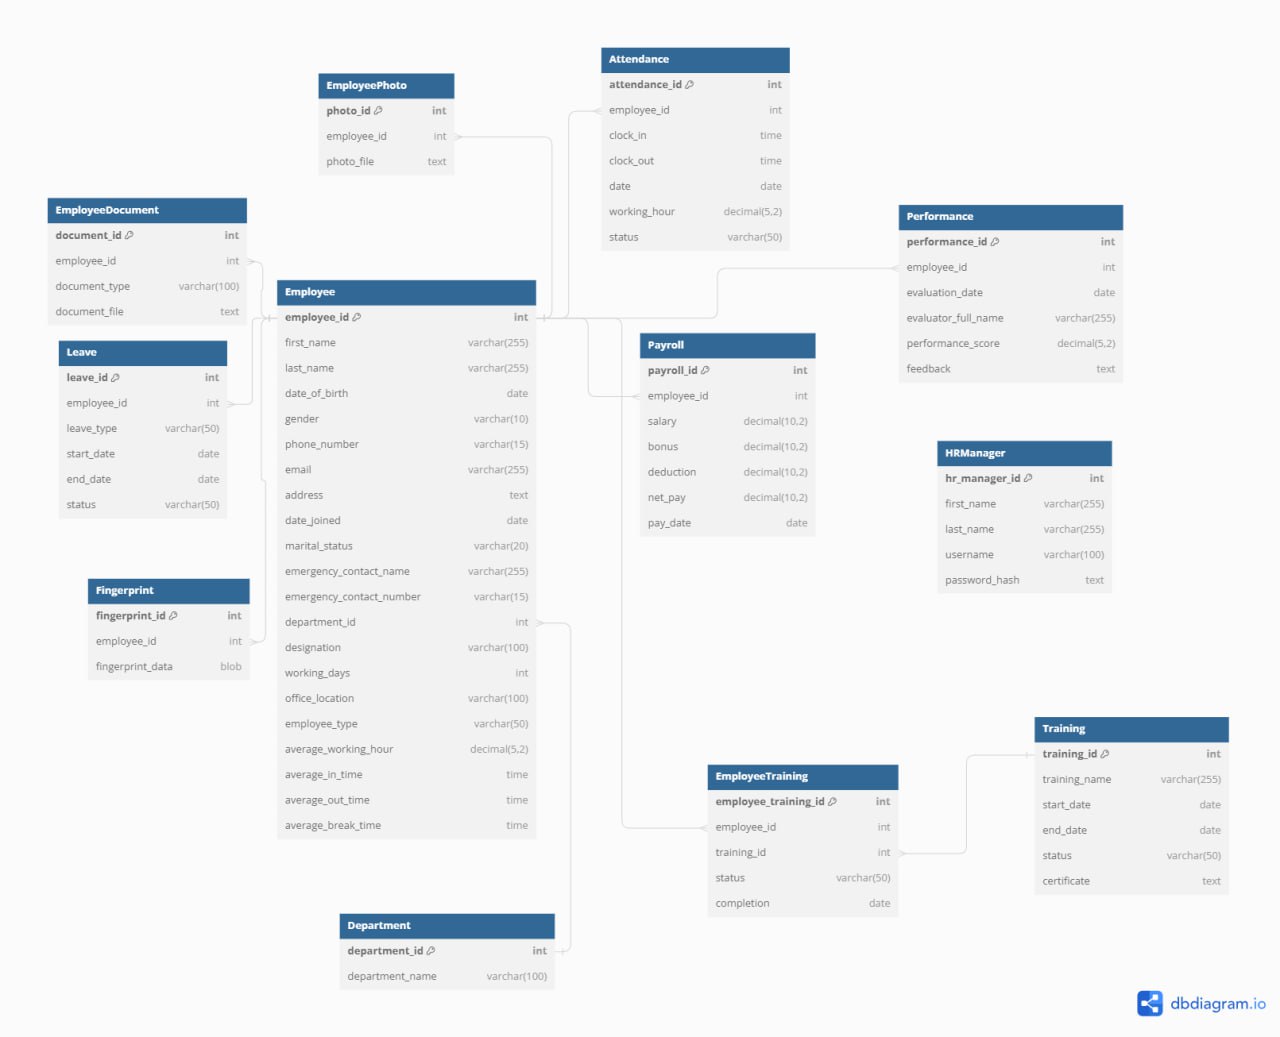 EmployeePhoto
photo_id int
employee_id int
photo_file text
Attendance
attendance_id int
employee_id int
clock_in time
clock_out time
date date
working_hour decimal(5,2)
status varchar(50)
EmployeeDocument
document_id int
employee_id int
document_type varchar(100)
document_file text
Performance
performance_id int
employee_id int
evaluation_date date
evaluator_full_name varchar(255)
performance_score decimal(5,2)
feedback text
Employee
employee_id int
first_name varchar(255)
last_name varchar(255)
date_of_birth date
gender varchar(10)
phone_number varchar(15)
email varchar(255)
address text
date_joined date
marital_status varchar(20)
emergency_contact_name varchar(255)
emergency_contact_number varchar(15)
department_id int
designation varchar(100)
working_days int
office_location varchar(100)
employee_type varchar(50)
average_working_hour decimal(5,2)
average_in_time time
average_out_time time
average_break_time time
Leave
leave_id int
employee_id int
leave_type varchar(50)
start_date date
end_date date
status varchar(50)
Payroll
payroll_id int
employee_id int
salary decimal(10,2)
bonus decimal(10,2)
deduction decimal(10,2)
net_pay decimal(10,2)
pay_date date
HRManager
hr_manager_id int
first_name varchar(255)
last_name varchar(255)
username varchar(100)
password_hash text
Fingerprint
fingerprint_id int
employee_id int
fingerprint_data blob
Training
training_id int
training_name varchar(255)
start_date date
end_date date
status varchar(50)
certificate text
EmployeeTraining
employee_training_id int
employee_id int
training_id int
status varchar(50)
completion date
Department
department_id int
department_name varchar(100)
dbdiagram.io